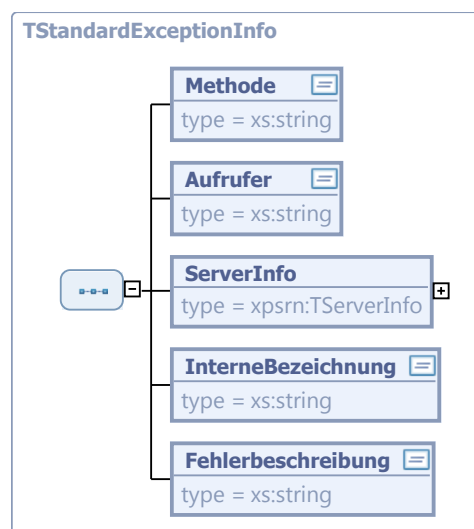 TStandardExceptionInfo
Methode
type = xs:string
Aufrufer
type = xs:string
ServerInfo
type = xpsrn:TServerInfo
InterneBezeichnung
type = xs:string
Fehlerbeschreibung
type = xs:string